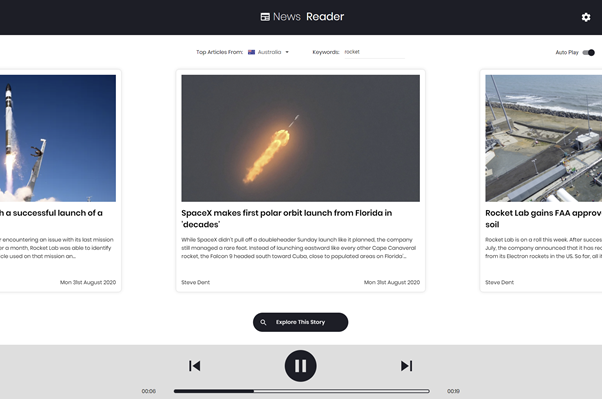 News Reader
Top Articles From: Australia Keywords: rocket Auto Play
h a successful launch of a
encountering an issue with its last mission
r a month, Rocket Lab was able to identify
cle used on that mission an...
Mon 31st August 2020
SpaceX makes first polar orbit launch from Florida in
'decades'
While SpaceX didn't pull off a doubleheader Sunday launch like it planned, the company
still managed a rare feat. Instead of launching eastward like every other Cape Canaveral
rocket, the Falcon 9 headed south toward Cuba, close to populated areas on Florida'...
Steve Dent Mon 31st August 2020
Rocket Lab gains FAA approv
soil
Rocket Lab is on a roll this week. After succes
July, the company announced that it has rec
from its Electron rockets in the US. So far, all it
Steve Dent
Explore This Story
00:06 00:19